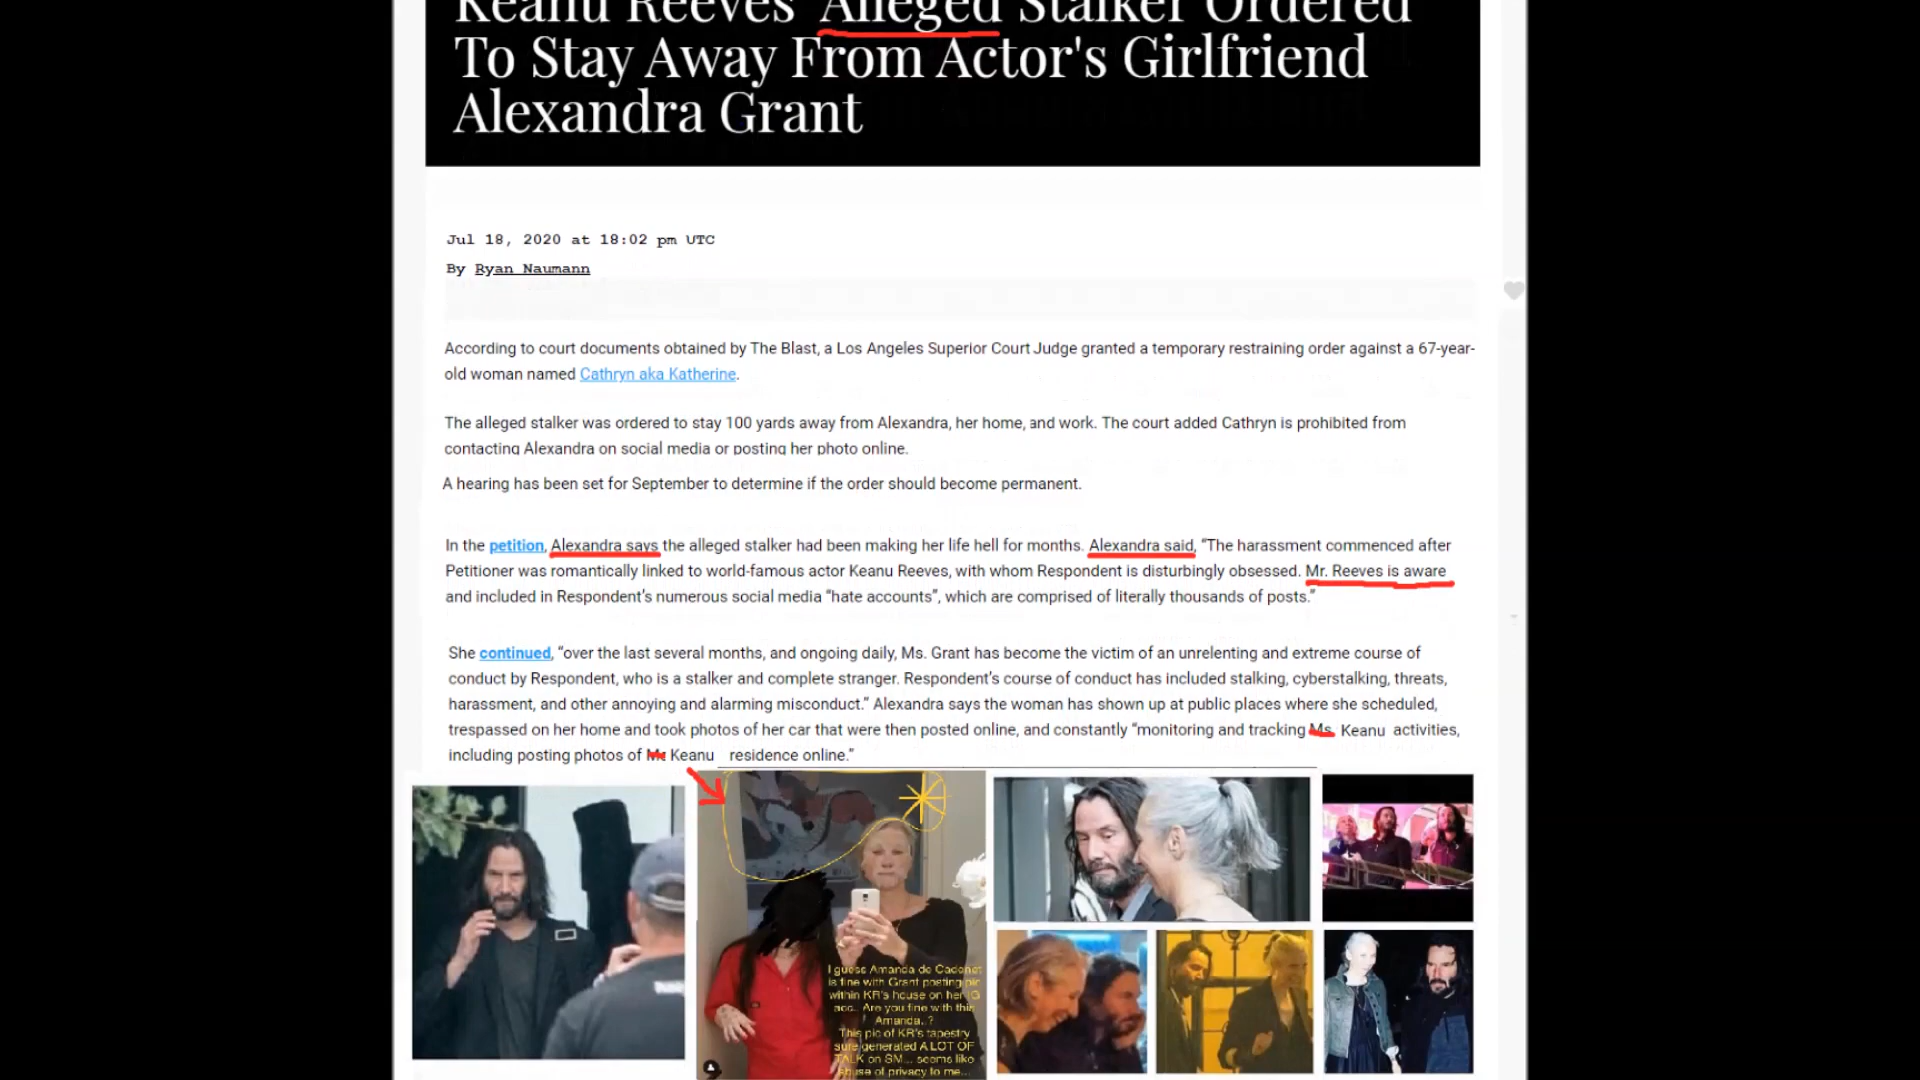 Keanu Reeves' Alleged Stalker Ordered
To Stay Away From Actor's Girlfriend
Alexandra Grant
Jul 18, 2020 at 18:02 pm UTC
By Ryan Naumann
According to court documents obtained by The Blast, a Los Angeles Superior Court Judge granted a temporary restraining order against a 67-year-
old woman named Cathryn aka Katherine.
The alleged stalker was ordered to stay 100 yards away from Alexandra, her home, and work. The court added Cathryn is prohibited from
contacting Alexandra on social media or posting her photo online.
A hearing has been set for September to determine if the order should become permanent.
In the petition, Alexandra says the alleged stalker had been making her life hell for months. Alexandra said, “The harassment commenced after
Petitioner was romantically linked to world-famous actor Keanu Reeves, with whom Respondent is disturbingly obsessed. Mr. Reeves is aware
and included in Respondent’s numerous social media “hate accounts”, which are comprised of literally thousands of posts.”
She continued, “over the last several months, and ongoing daily, Ms. Grant has become the victim of an unrelenting and extreme course of
conduct by Respondent, who is a stalker and complete stranger. Respondent’s course of conduct has included stalking, cyberstalking, threats,
harassment, and other annoying and alarming misconduct.” Alexandra says the woman has shown up at public places where she scheduled,
trespassed on her home and took photos of her car that were then posted online, and constantly “monitoring and tracking Ms. Keanu activities,
including posting photos of Keanu residence online.”
I guess Amanda de Cadenet
is fine with Grant posting pic
within KR's house on her IG
acc.. Are you fine with this
Amanda..?
This pic of KR's tapestry
sure generated A LOT OF
TALK on SM... seems like
abuse of privacy to me...